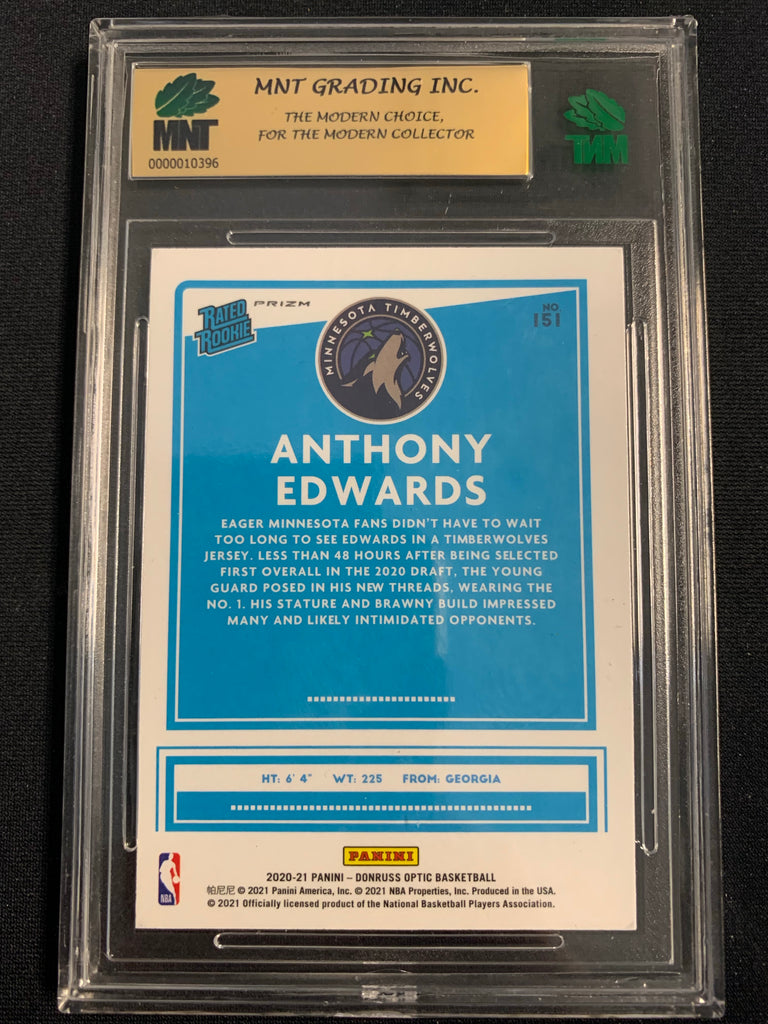 MNT GRADING INC.
THE MODERN CHOICE,
FOR THE MODERN COLLECTOR
MNT
0000010396
MNT
RATED
ROOKIE
PRIZM
MINNESOTA TIMBERWOLVES
NO.
151
ANTHONY
EDWARDS
EAGER MINNESOTA FANS DIDN'T HAVE TO WAIT
TOO LONG TO SEE EDWARDS IN A TIMBERWOLVES
JERSEY. LESS THAN 48 HOURS AFTER BEING SELECTED
FIRST OVERALL IN THE 2020 DRAFT, THE YOUNG
GUARD POSED IN HIS NEW THREADS, WEARING THE
NO. 1. HIS STATURE AND BRAWNY BUILD IMPRESSED
MANY AND LIKELY INTIMIDATED OPPONENTS.
HT: 6' 4" WT: 225 FROM: GEORGIA
PANINI
NBA
2020-21 PANINI – DONRUSS OPTIC BASKETBALL
帕尼尼 © 2021 Panini America, Inc. © 2021 NBA Properties, Inc. Produced in the USA.
© 2021 Officially licensed product of the National Basketball Players Association.